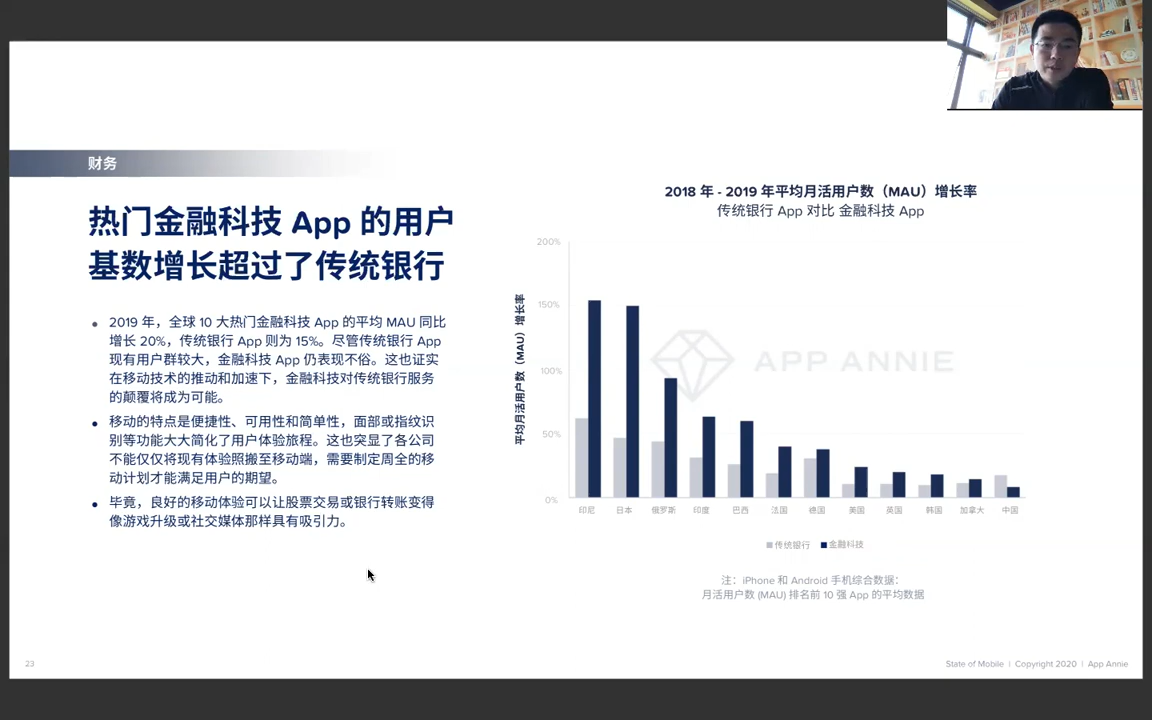 财务
热门金融科技 App 的用户
基数增长超过了传统银行
• 2019 年，全球 10 大热门金融科技 App 的平均 MAU 同比
增长 20%，传统银行 App 则为 15%。尽管传统银行 App
现有用户群较大，金融科技 App 仍表现不俗。这也证实
在移动技术的推动和加速下，金融科技对传统银行服务
的颠覆将成为可能。
• 移动的特点是便捷性、可用性和简单性，面部或指纹识
别等功能大大简化了用户体验旅程。这也突显了各公司
不能仅仅将现有体验照搬至移动端，需要制定周全的移
动计划才能满足用户的期望。
• 毕竟，良好的移动体验可以让股票交易或银行转账变得
像游戏升级或社交媒体那样具有吸引力。
2018 年 - 2019 年平均月活用户数（MAU）增长率
传统银行 App 对比 金融科技 App
平均月活用户数（MAU）增长率
200%
150%
100%
50%
0%
APP ANNIE
印尼 日本 俄罗斯 印度 巴西 法国 德国 美国 英国 韩国 加拿大 中国
传统银行 金融科技
注：iPhone 和 Android 手机综合数据：
月活用户数 (MAU) 排名前 10 强 App 的平均数据
23
State of Mobile | Copyright 2020 | App Annie